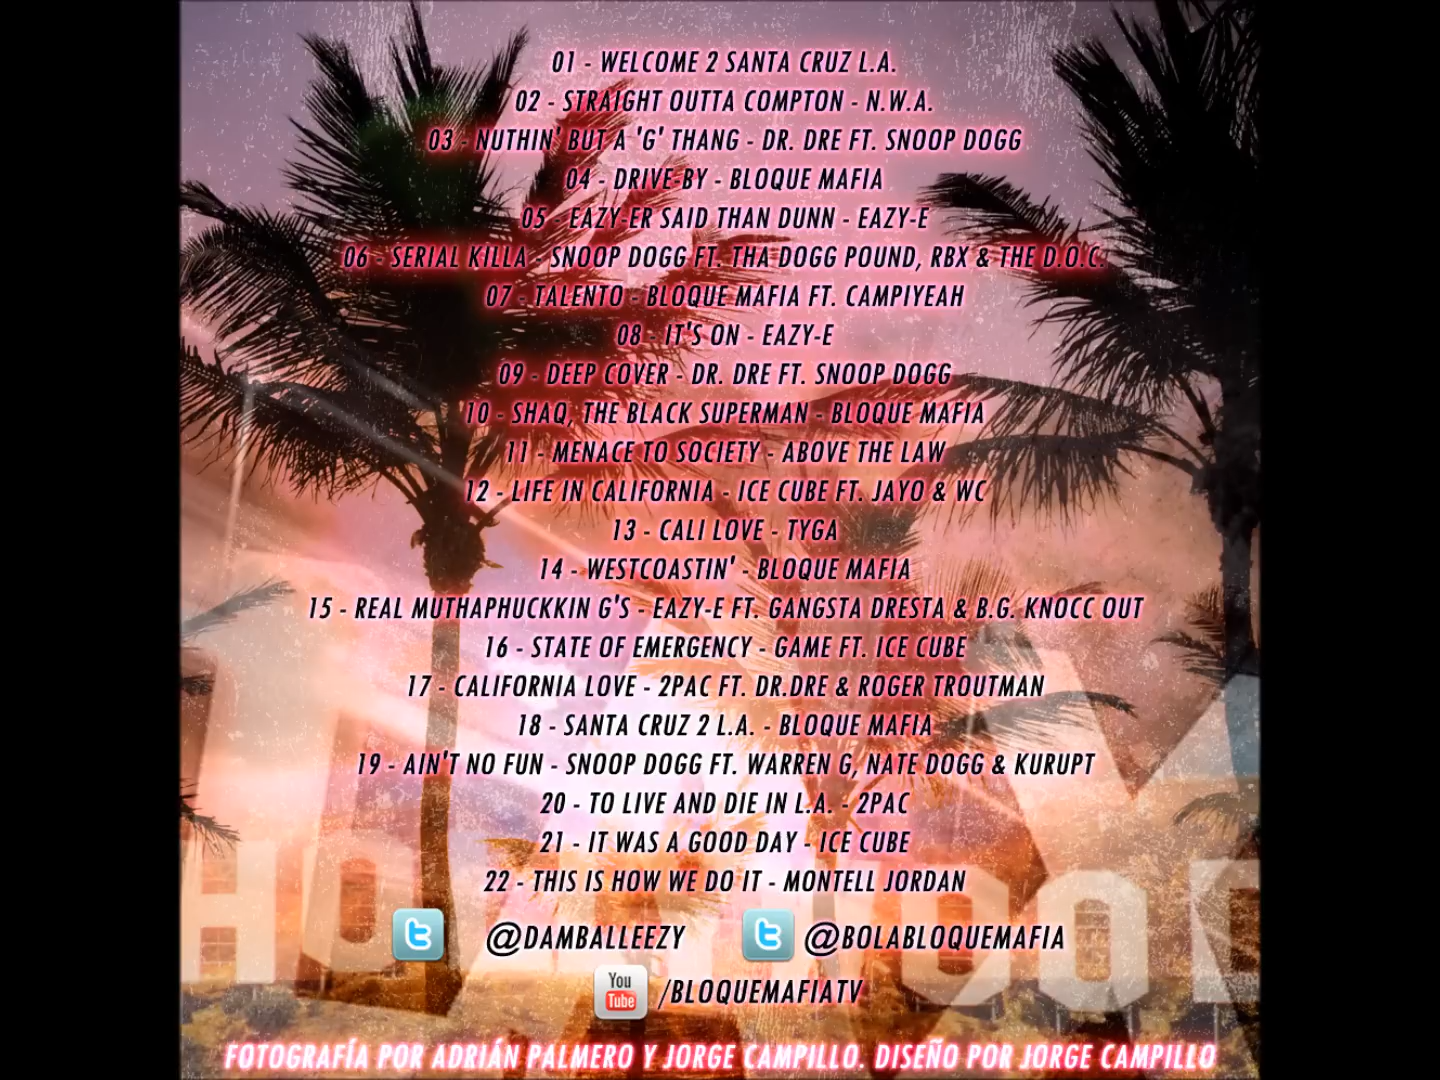 01 - WELCOME 2 SANTA CRUZ L.A.
02 - STRAIGHT OUTTA COMPTON - N.W.A.
03 - NUTHIN' BUT A 'G' THANG - DR. DRE FT. SNOOP DOGG
04 - DRIVE-BY - BLOQUE MAFIA
05 - EAZY-ER SAID THAN DUNN - EAZY-E
06 - SERIAL KILLA - SNOOP DOGG FT. THA DOGG POUND, RBX & THE D.O.C.
07 - TALENTO - BLOQUE MAFIA FT. CAMPIYEAH
08 - IT'S ON - EAZY-E
09 - DEEP COVER - DR. DRE FT. SNOOP DOGG
10 - SHAQ, THE BLACK SUPERMAN - BLOQUE MAFIA
11 - MENACE TO SOCIETY - ABOVE THE LAW
12 - LIFE IN CALIFORNIA - ICE CUBE FT. JAYO & WC
13 - CALI LOVE - TYGA
14 - WESTCOASTIN' - BLOQUE MAFIA
15 - REAL MUTHAPHUCKKIN G'S - EAZY-E FT. GANGSTA DRESTA & B.G. KNOCC OUT
16 - STATE OF EMERGENCY - GAME FT. ICE CUBE
17 - CALIFORNIA LOVE - 2PAC FT. DR.DRE & ROGER TROUTMAN
18 - SANTA CRUZ 2 L.A. - BLOQUE MAFIA
19 - AIN'T NO FUN - SNOOP DOGG FT. WARREN G, NATE DOGG & KURUPT
20 - TO LIVE AND DIE IN L.A. - 2PAC
21 - IT WAS A GOOD DAY - ICE CUBE
22 - THIS IS HOW WE DO IT - MONTELL JORDAN
@DAMBALLEEZY @BOLABLOQUEMAFIA
You Tube /BLOQUEMAFIATV
FOTOGRAFÍA POR ADRIÁN PALMERO Y JORGE CAMPILLO. DISEÑO POR JORGE CAMPILLO